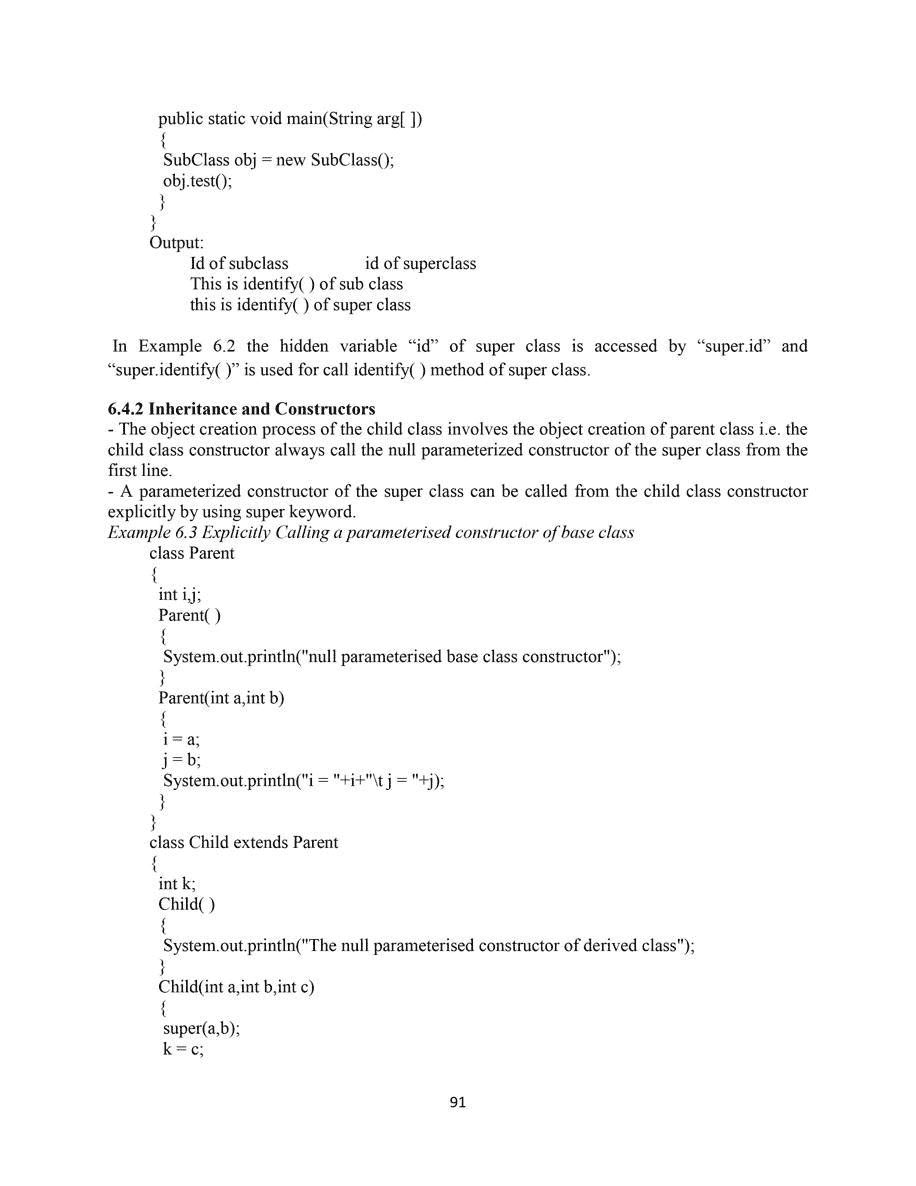 public static void main(String arg[ ])
{
SubClass obj = new SubClass();
obj.test();
}
}
Output:
Id of subclass id of superclass
This is identify( ) of sub class
this is identify( ) of super class
In Example 6.2 the hidden variable “id” of super class is accessed by “super.id” and
“super.identify( )” is used for call identify( ) method of super class.
6.4.2 Inheritance and Constructors
- The object creation process of the child class involves the object creation of parent class i.e. the
child class constructor always call the null parameterized constructor of the super class from the
first line.
- A parameterized constructor of the super class can be called from the child class constructor
explicitly by using super keyword.
Example 6.3 Explicitly Calling a parameterised constructor of base class
class Parent
{
int i,j;
Parent( )
{
System.out.println("null parameterised base class constructor");
}
Parent(int a,int b)
{
i = a;
j = b;
System.out.println("i = "+i+"\t j = "+j);
}
}
class Child extends Parent
{
int k;
Child( )
{
System.out.println("The null parameterised constructor of derived class");
}
Child(int a,int b,int c)
{
super(a,b);
k = c;
91